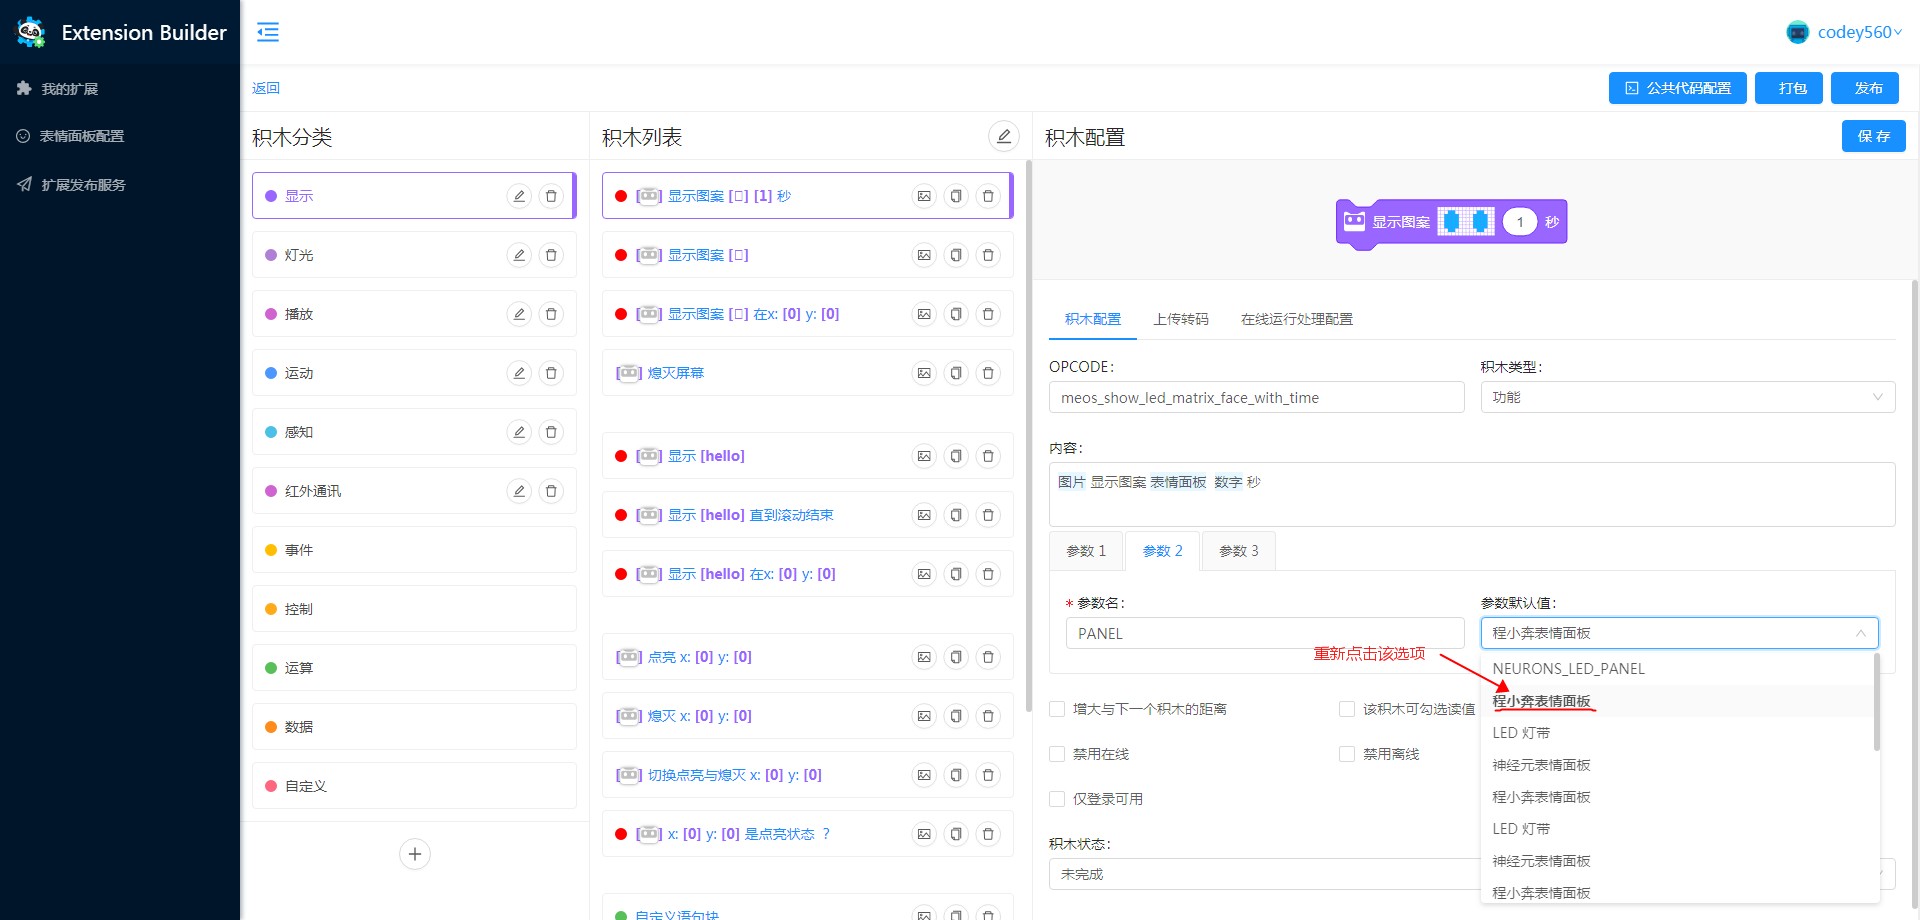 Extension Builder
codey560
我的扩展
表情面板配置
扩展发布服务
返回
公共代码配置
打包
发布
积木分类
显示
灯光
播放
运动
感知
红外通讯
事件
控制
运算
数据
自定义
积木列表
[ ] 显示图案 [▯] [1] 秒
[ ] 显示图案 [▯]
[ ] 显示图案 [▯] 在x: [0] y: [0]
[ ] 熄灭屏幕
[ ] 显示 [hello]
[ ] 显示 [hello] 直到滚动结束
[ ] 显示 [hello] 在x: [0] y: [0]
[ ] 点亮 x: [0] y: [0]
[ ] 熄灭 x: [0] y: [0]
[ ] 切换点亮与熄灭 x: [0] y: [0]
[ ] x: [0] y: [0] 是点亮状态 ？
自定义语句块
积木配置
保 存
显示图案 1 秒
积木配置
上传转码
在线运行处理配置
OPCODE:
积木类型:
meos_show_led_matrix_face_with_time
功能
内容:
图片 显示图案 表情面板 数字 秒
参数 1
参数 2
参数 3
* 参数名:
参数默认值:
PANEL
程小奔表情面板
重新点击该选项
NEURONS_LED_PANEL
程小奔表情面板
LED 灯带
神经元表情面板
程小奔表情面板
LED 灯带
神经元表情面板
程小奔表情面板
增大与下一个积木的距离
该积木可勾选读值
禁用在线
禁用离线
仅登录可用
积木状态:
未完成